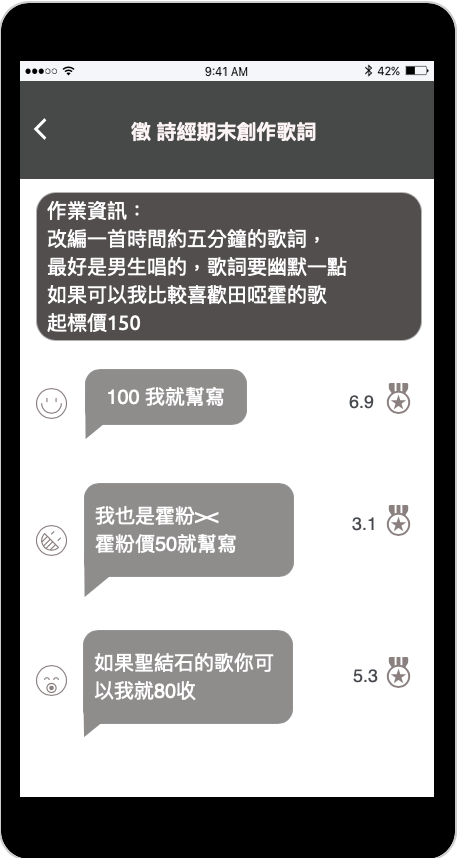 9:41 AM
42%
徵 詩經期末創作歌詞
作業資訊：
改編一首時間約五分鐘的歌詞，
最好是男生唱的，歌詞要幽默一點
如果可以我比較喜歡田啞霍的歌
起標價150
100 我就幫寫
6.9
我也是霍粉><
霍粉價50就幫寫
3.1
如果聖結石的歌你可
以我就80收
5.3